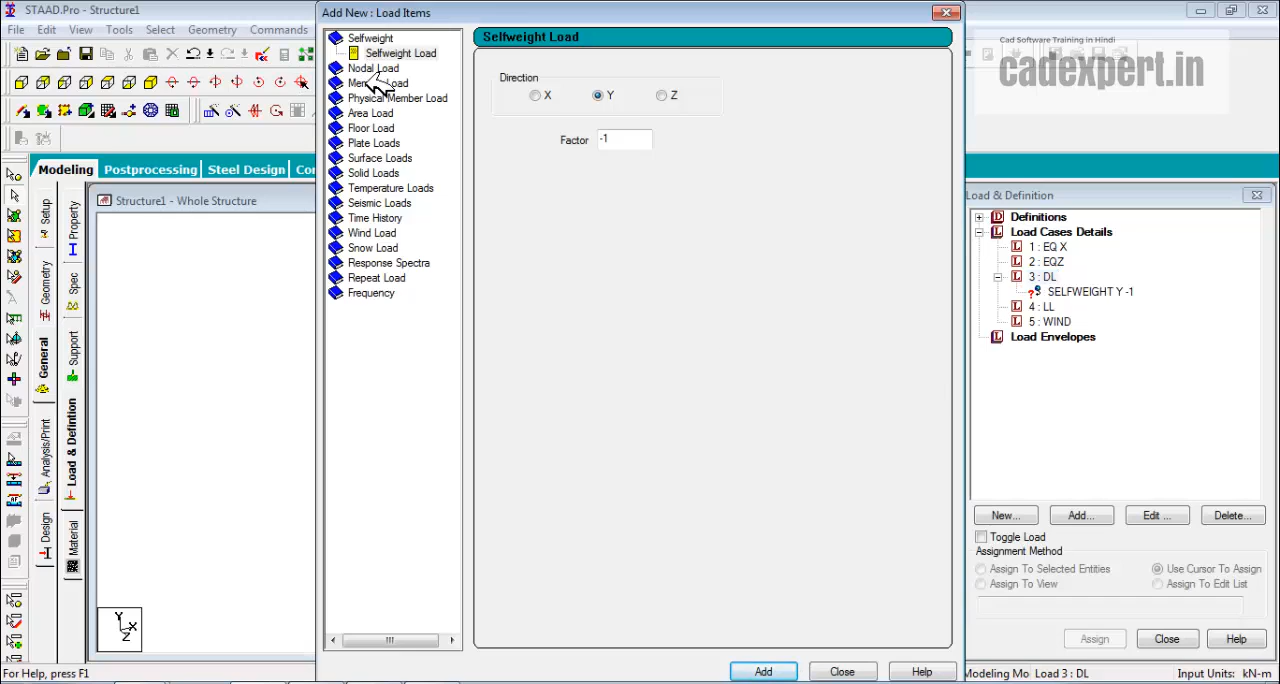 STAAD.Pro - Structure1
File Edit View Tools Select Geometry Commands
Add New : Load Items
Selfweight
Selfweight Load
Nodal Load
Physical Member Load
Area Load
Floor Load
Plate Loads
Surface Loads
Solid Loads
Temperature Loads
Seismic Loads
Time History
Wind Load
Snow Load
Response Spectra
Repeat Load
Frequency
Selfweight Load
Direction
X Y Z
Factor -1
Add Close Help
Cad Software Training in Hindi
cadexpert.in
Modeling Postprocessing Steel Design
Structure1 - Whole Structure
Setup
Geometry
General
Analysis/Print
Design
Property
Spec
Support
Load & Definition
Material
Y
X
Z
Load & Definition
Definitions
Load Cases Details
1 : EQ X
2 : EQZ
3 : DL
SELFWEIGHT Y -1
4 : LL
5 : WIND
Load Envelopes
New... Add... Edit ... Delete...
Toggle Load
Assignment Method
Assign To Selected Entities Use Cursor To Assign
Assign To View Assign To Edit List
Assign Close Help
For Help, press F1
Modeling Mo Load 3 : DL Input Units: kN-m